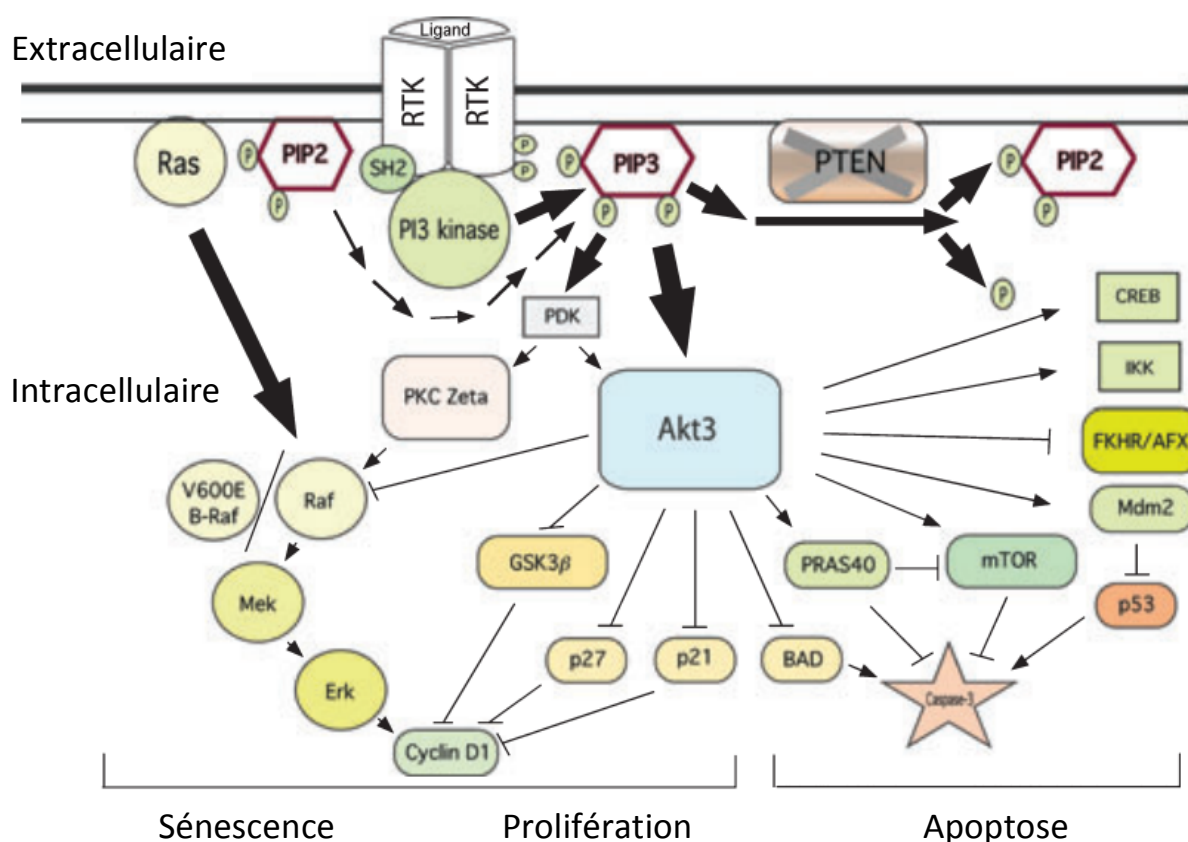 Ligand
Extracellulaire
RTK
RTK
Ras
P
PIP2
P
SH2
PI3 kinase
P
P
P
PIP3
P
P
PTEN
P
PIP2
P
P
PDK
CREB
Intracellulaire
PKC Zeta
Akt3
IKK
FKHR/AFX
V600E
B-Raf
Raf
Mdm2
GSK3β
PRAS40
mTOR
Mek
p53
p27
p21
BAD
Erk
Caspase-3
Cyclin D1
Sénescence
Prolifération
Apoptose